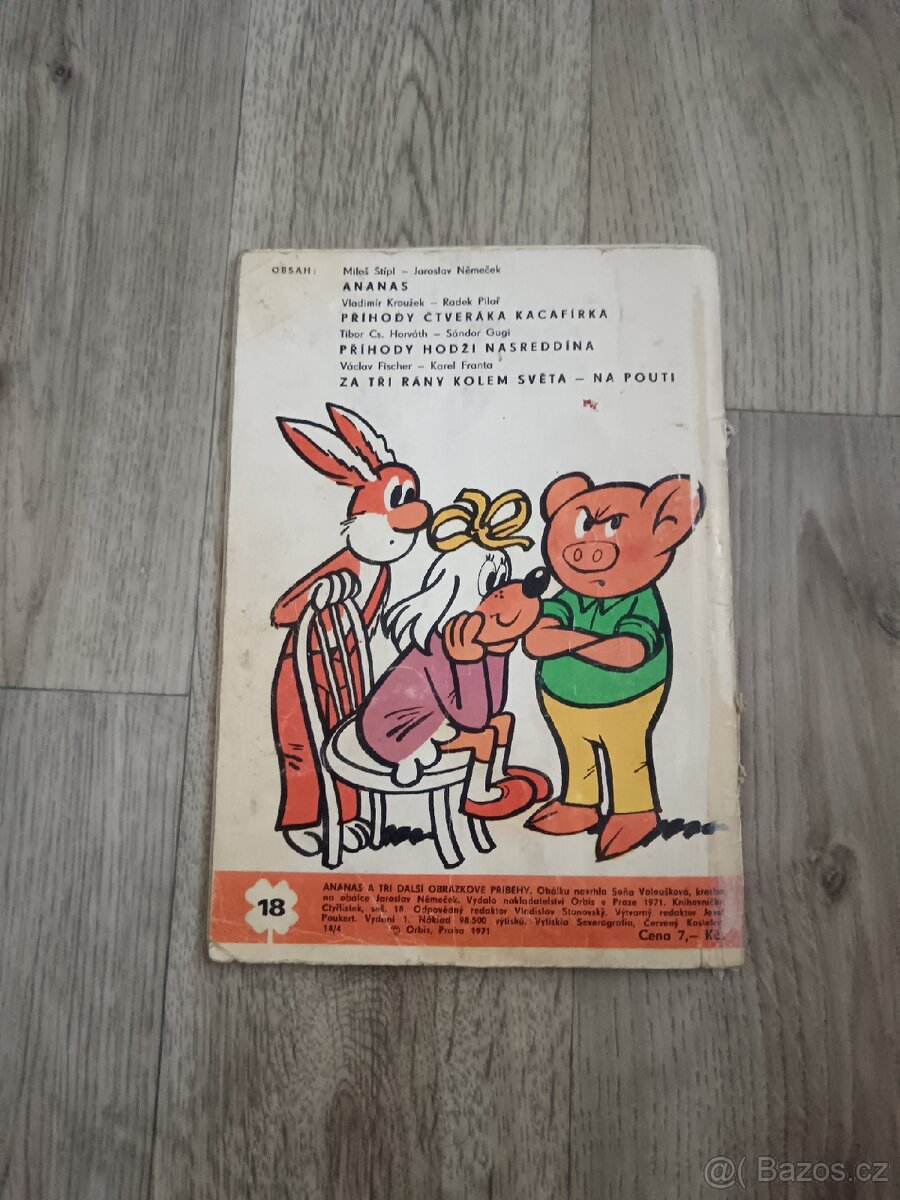 OBSAH:
Miloš Štípl – Jaroslav Němeček
ANANAS
Vladimír Kroužek – Radek Pilař
PŘÍHODY ČTVERÁKA KACAFÍRKA
Tibor Cs. Horváth – Sándor Gugi
PŘÍHODY HODŽI NASREDDÍNA
Václav Fischer – Karel Franta
ZA TŘI RÁNY KOLEM SVĚTA – NA POUTI
18
ANANAS A TŘI DALŠÍ OBRÁZKOVÉ PŘÍBĚHY. Obálku navrhla Soňa Valoušková, kresba
na obálce Jaroslav Němeček. Vydalo nakladatelství Orbis v Praze 1971. Knihovnička
Čtyřlístek, seš. 18. Odpovědný redaktor Vladislav Stanovský. Výtvarný redaktor Josef
Paukert. Vydání 1. Náklad 98.500 výtisků. Vytiskla Severografia, Červený Kostelec
14/4 © Orbis, Praha 1971
Cena 7,– Kčs
@( Bazos.cz